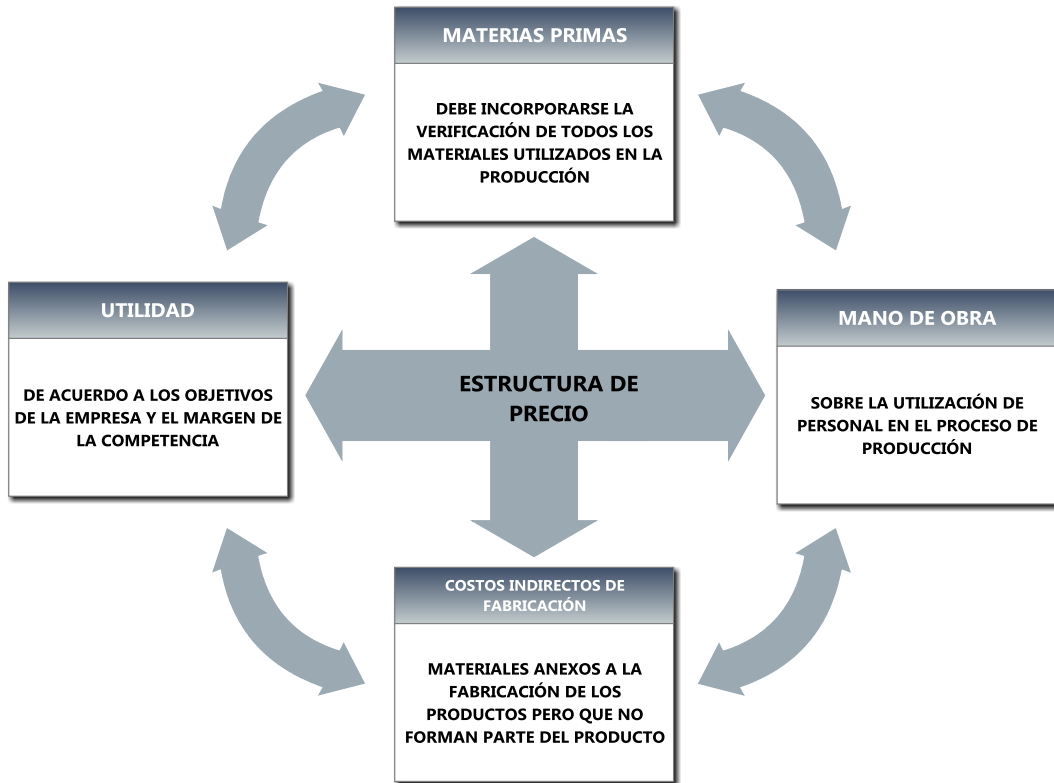 MATERIAS PRIMAS
DEBE INCORPORARSE LA
VERIFICACIÓN DE TODOS LOS
MATERIALES UTILIZADOS EN LA
PRODUCCIÓN
UTILIDAD
DE ACUERDO A LOS OBJETIVOS
DE LA EMPRESA Y EL MARGEN DE
LA COMPETENCIA
ESTRUCTURA DE
PRECIO
MANO DE OBRA
SOBRE LA UTILIZACIÓN DE
PERSONAL EN EL PROCESO DE
PRODUCCIÓN
COSTOS INDIRECTOS DE
FABRICACIÓN
MATERIALES ANEXOS A LA
FABRICACIÓN DE LOS
PRODUCTOS PERO QUE NO
FORMAN PARTE DEL PRODUCTO